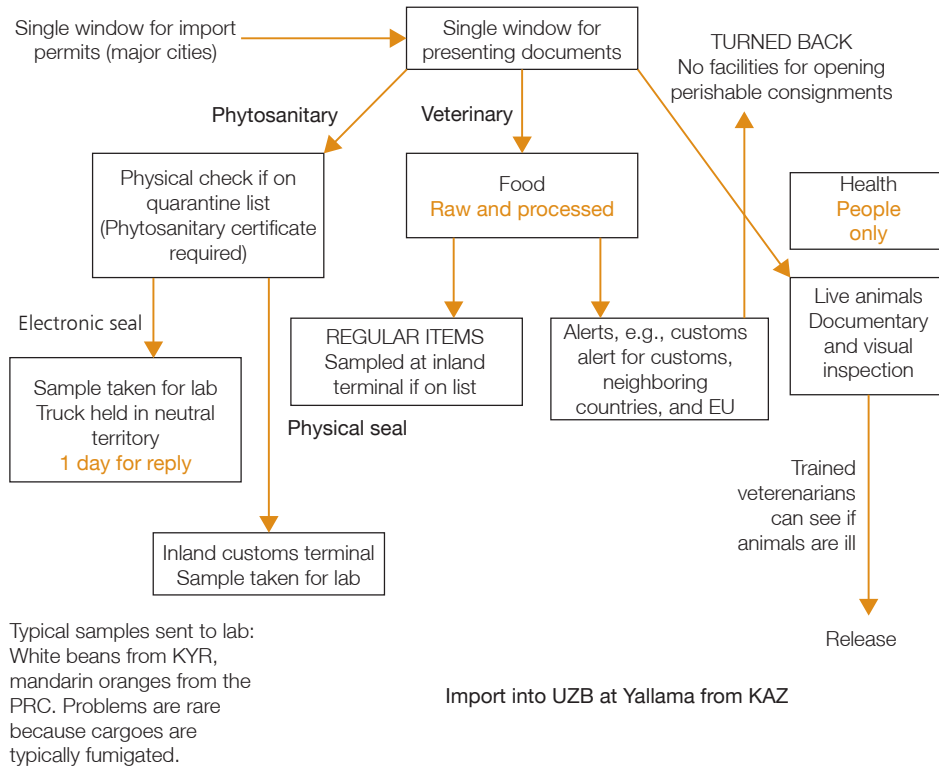 Single window for import
permits (major cities)
Single window for
presenting documents
TURNED BACK
No facilities for opening
perishable consignments
Phytosanitary
Veterinary
Physical check if on
quarantine list
(Phytosanitary certificate
required)
Food
Raw and processed
Health
People
only
Electronic seal
REGULAR ITEMS
Sampled at inland
terminal if on list
Alerts, e.g., customs
alert for customs,
neighboring
countries, and EU
Live animals
Documentary
and visual
inspection
Sample taken for lab
Truck held in neutral
territory
1 day for reply
Physical seal
Trained
veterenarians
can see if
animals are ill
Inland customs terminal
Sample taken for lab
Release
Typical samples sent to lab:
White beans from KYR,
mandarin oranges from the
PRC. Problems are rare
because cargoes are
typically fumigated.
Import into UZB at Yallama from KAZ